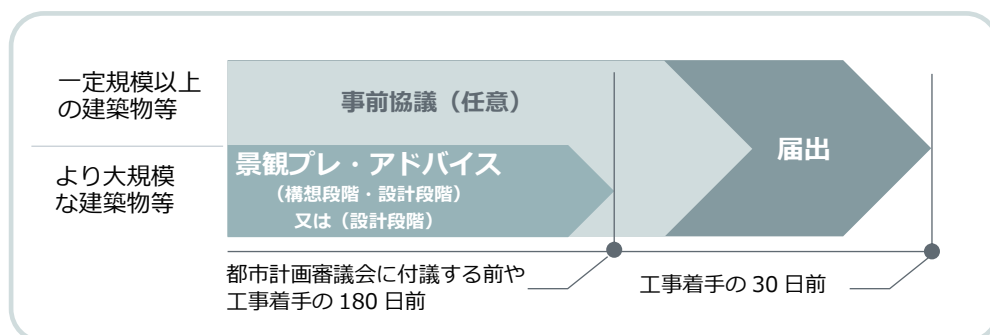 一定規模以上
の建築物等
事前協議（任意）
届出
より大規模
な建築物等
景観プレ・アドバイス
（構想段階・設計段階）
又は（設計段階）
都市計画審議会に付議する前や
工事着手の 180 日前
工事着手の 30 日前